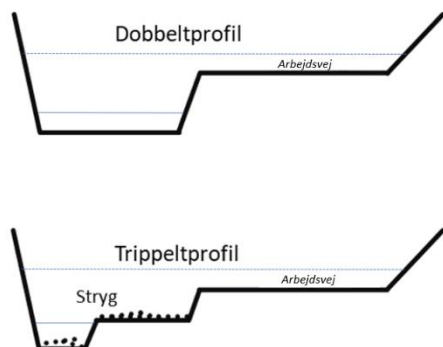 Dobbeltprofil
Arbejdsvej
Trippeltprofil
Arbejdsvej
Stryg